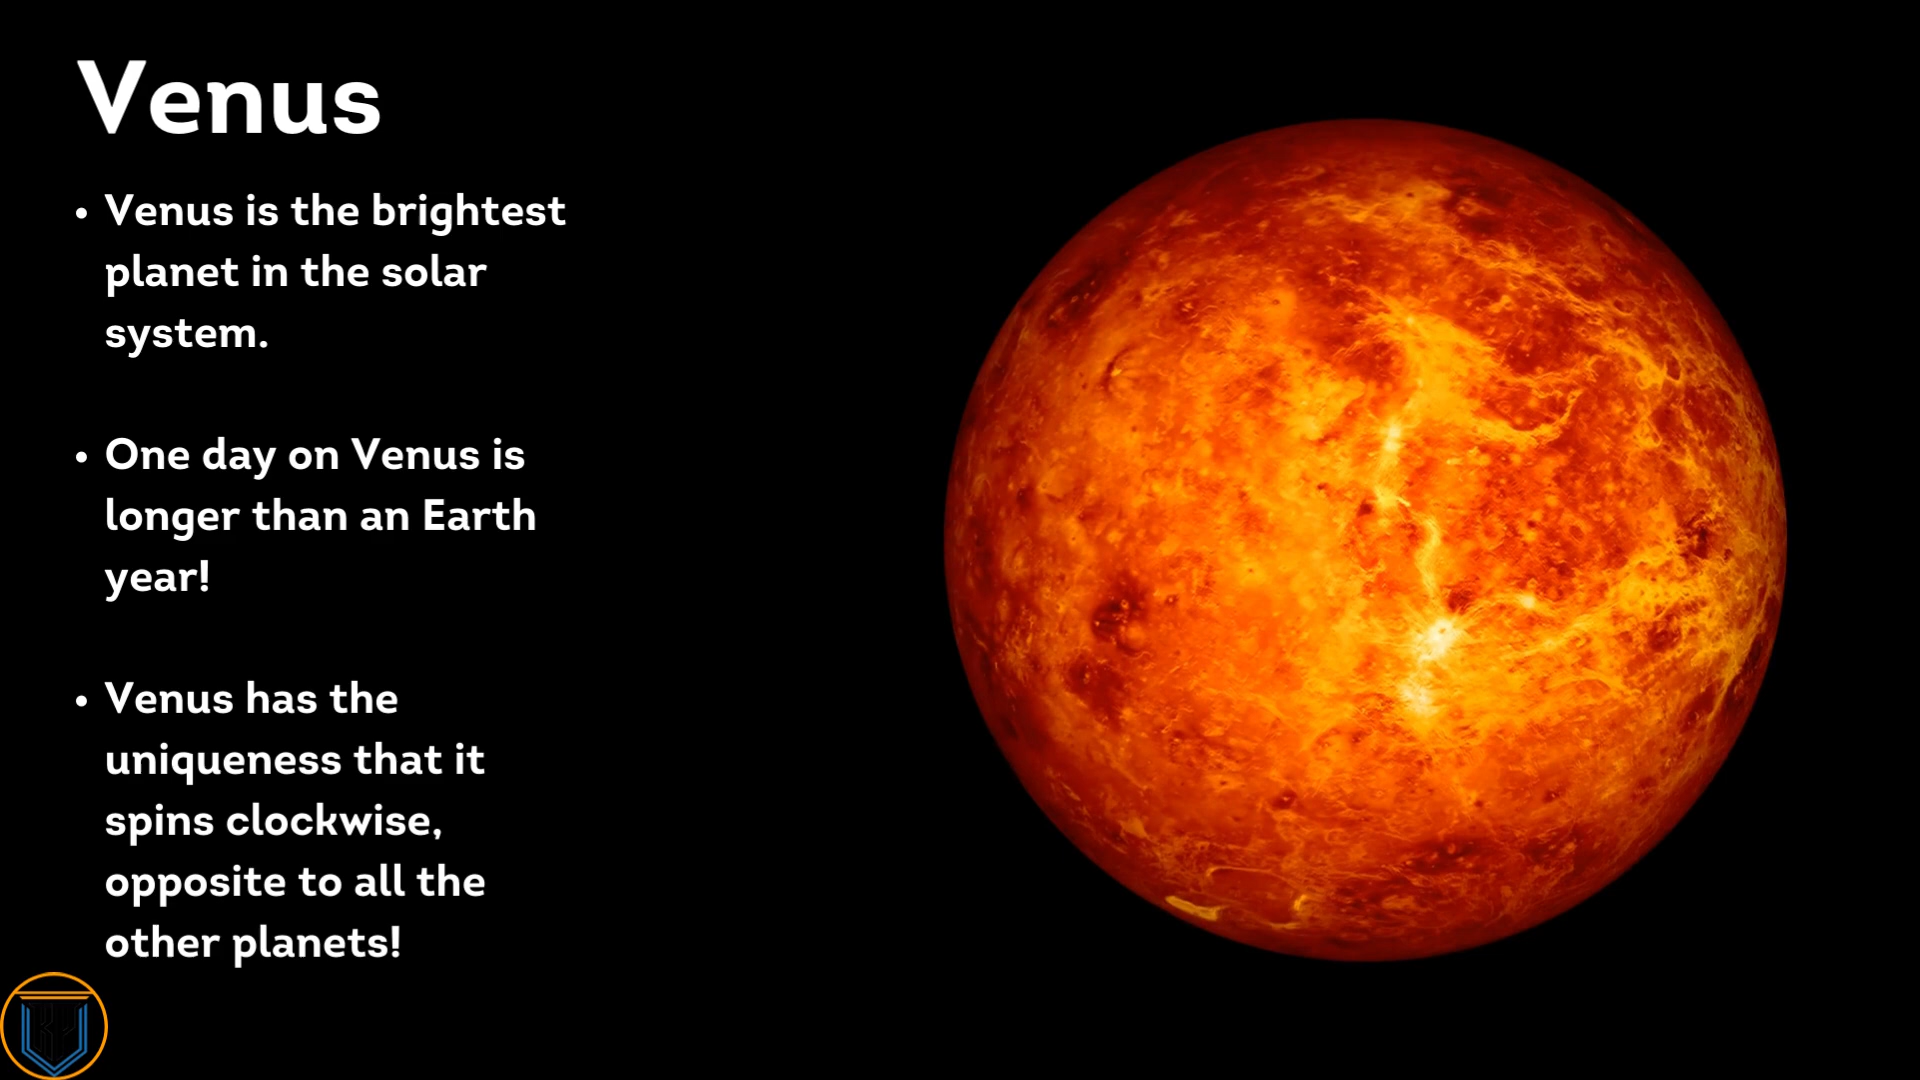 Venus
• Venus is the brightest
planet in the solar
system.
• One day on Venus is
longer than an Earth
year!
• Venus has the
uniqueness that it
spins clockwise,
opposite to all the
other planets!